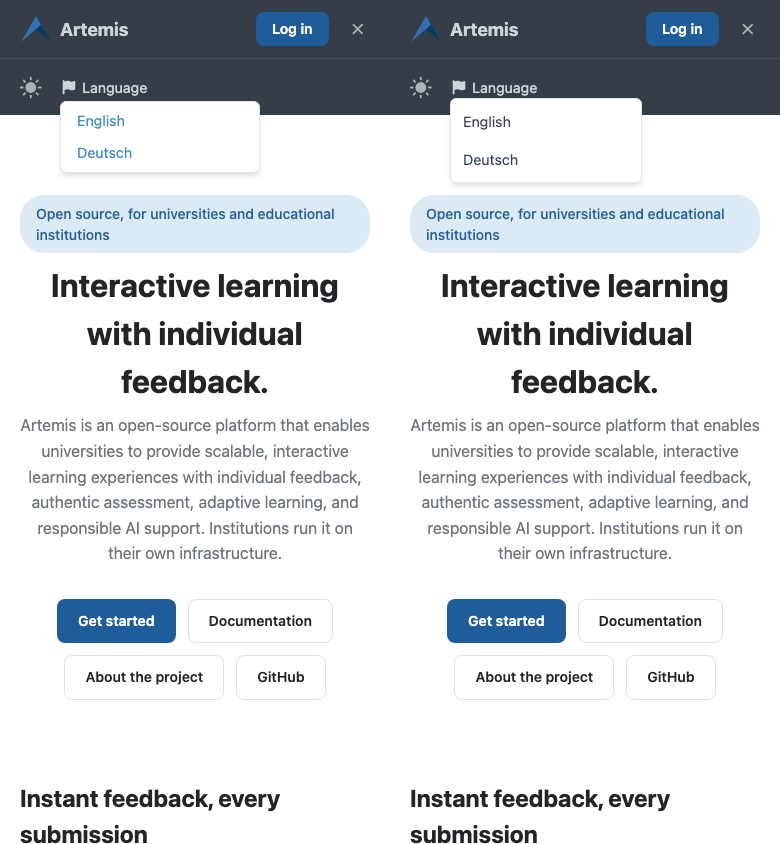 Artemis
Log in
Language
English
Deutsch
Open source, for universities and educational
institutions
Interactive learning
with individual
feedback.
Artemis is an open-source platform that enables
universities to provide scalable, interactive
learning experiences with individual feedback,
authentic assessment, adaptive learning, and
responsible AI support. Institutions run it on
their own infrastructure.
Get started
Documentation
About the project
GitHub
Instant feedback, every
submission
Artemis
Log in
Language
English
Deutsch
Open source, for universities and educational
institutions
Interactive learning
with individual
feedback.
Artemis is an open-source platform that enables
universities to provide scalable, interactive
learning experiences with individual feedback,
authentic assessment, adaptive learning, and
responsible AI support. Institutions run it on
their own infrastructure.
Get started
Documentation
About the project
GitHub
Instant feedback, every
submission